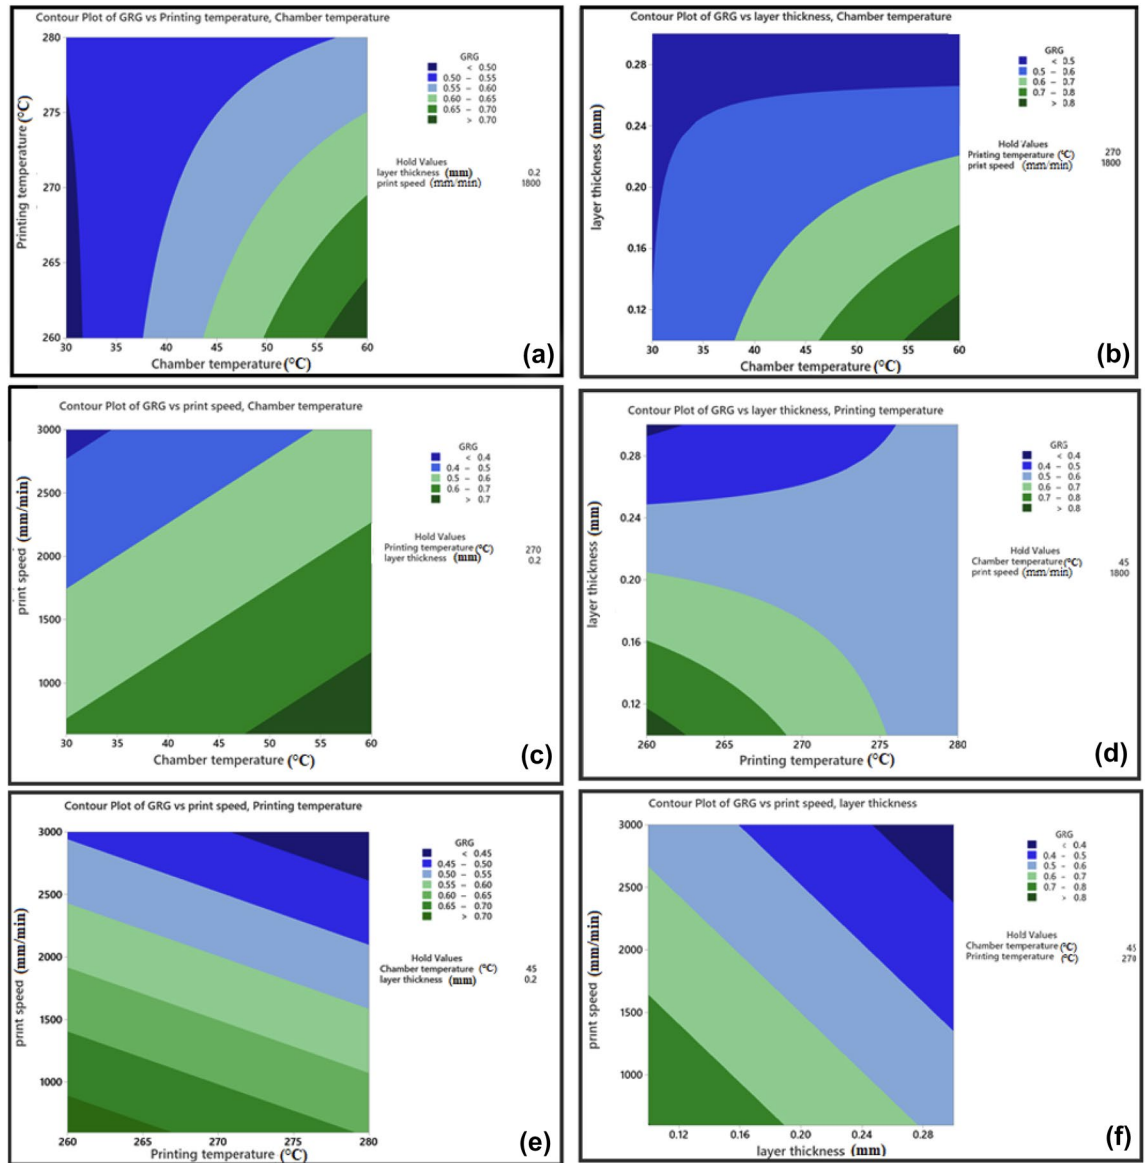 Contour Plot of GRG vs Printing temperature, Chamber temperature
GRG
< 0.50
0.50 – 0.55
0.55 – 0.60
0.60 – 0.65
0.65 – 0.70
> 0.70
Hold Values
layer thickness (mm) 0.2
print speed (mm/min) 1800
Printing temperature (°C)
280
275
270
265
260
30 35 40 45 50 55 60
Chamber temperature (°C)
(a)
Contour Plot of GRG vs layer thickness, Chamber temperature
GRG
< 0.5
0.5 – 0.6
0.6 – 0.7
0.7 – 0.8
> 0.8
Hold Values
Printing temperature (°C) 270
print speed (mm/min) 1800
layer thickness (mm)
0.28
0.24
0.20
0.16
0.12
30 35 40 45 50 55 60
Chamber temperature (°C)
(b)
Contour Plot of GRG vs print speed, Chamber temperature
GRG
< 0.4
0.4 – 0.5
0.5 – 0.6
0.6 – 0.7
> 0.7
Hold Values
Printing temperature (°C) 270
layer thickness (mm) 0.2
print speed (mm/min)
3000
2500
2000
1500
1000
30 35 40 45 50 55 60
Chamber temperature (°C)
(c)
Contour Plot of GRG vs layer thickness, Printing temperature
GRG
< 0.4
0.4 – 0.5
0.5 – 0.6
0.6 – 0.7
0.7 – 0.8
> 0.8
Hold Values
Chamber temperature (°C) 45
print speed (mm/min) 1800
layer thickness (mm)
0.28
0.24
0.20
0.16
0.12
260 265 270 275 280
Printing temperature (°C)
(d)
Contour Plot of GRG vs print speed, Printing temperature
GRG
< 0.45
0.45 – 0.50
0.50 – 0.55
0.55 – 0.60
0.60 – 0.65
0.65 – 0.70
> 0.70
Hold Values
Chamber temperature (°C) 45
layer thickness (mm) 0.2
print speed (mm/min)
3000
2500
2000
1500
1000
260 265 270 275 280
Printing temperature (°C)
(e)
Contour Plot of GRG vs print speed, layer thickness
GRG
< 0.4
0.4 – 0.5
0.5 – 0.6
0.6 – 0.7
0.7 – 0.8
> 0.8
Hold Values
Chamber temperature (°C) 45
Printing temperature (°C) 270
print speed (mm/min)
3000
2500
2000
1500
1000
0.12 0.16 0.20 0.24 0.28
layer thickness (mm)
(f)